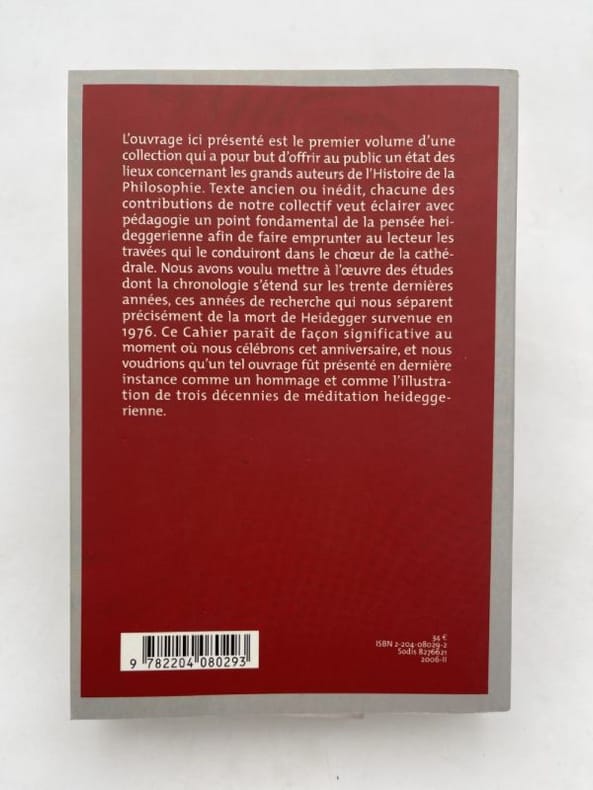 L'ouvrage ici présenté est le premier volume d'une
collection qui a pour but d'offrir au public un état des
lieux concernant les grands auteurs de l'Histoire de la
Philosophie. Texte ancien ou inédit, chacune des
contributions de notre collectif veut éclairer avec
pédagogie un point fondamental de la pensée hei-
deggerienne afin de faire emprunter au lecteur les
travées qui le conduiront dans le chœur de la cathé-
drale. Nous avons voulu mettre à l'œuvre des études
dont la chronologie s'étend sur les trente dernières
années, ces années de recherche qui nous séparent
précisément de la mort de Heidegger survenue en
1976. Ce Cahier paraît de façon significative au
moment où nous célébrons cet anniversaire, et nous
voudrions qu'un tel ouvrage fût présenté en dernière
instance comme un hommage et comme l'illustra-
tion de trois décennies de méditation heidegge-
rienne.
34 €
ISBN 2-204-08029-2
Sodis 8276621
2006-II
9 782204 080293